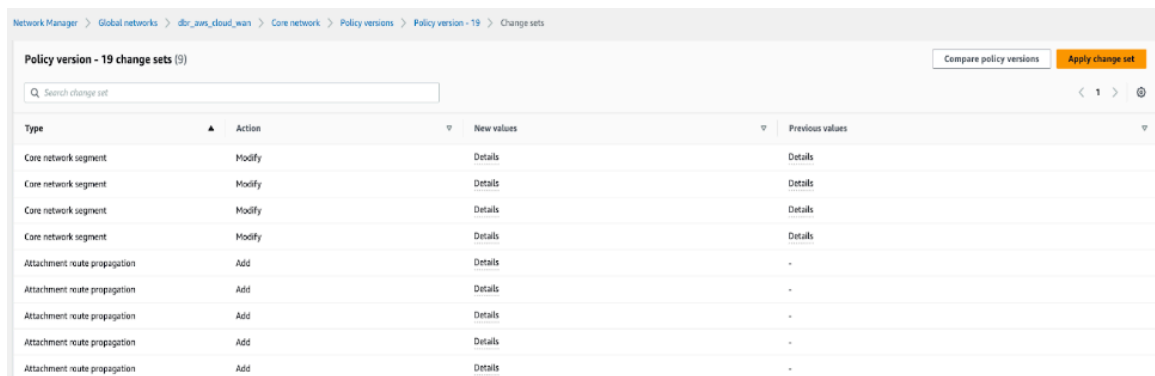 Network Manager > Global networks > dbr_aws_cloud_wan > Core network > Policy versions > Policy version - 19 > Change sets
Policy version - 19 change sets (9) Compare policy versions Apply change set
Search change set < 1 >
Type Action New values Previous values
Core network segment Modify Details Details
Core network segment Modify Details Details
Core network segment Modify Details Details
Core network segment Modify Details Details
Attachment route propagation Add Details -
Attachment route propagation Add Details -
Attachment route propagation Add Details -
Attachment route propagation Add Details -
Attachment route propagation Add Details -